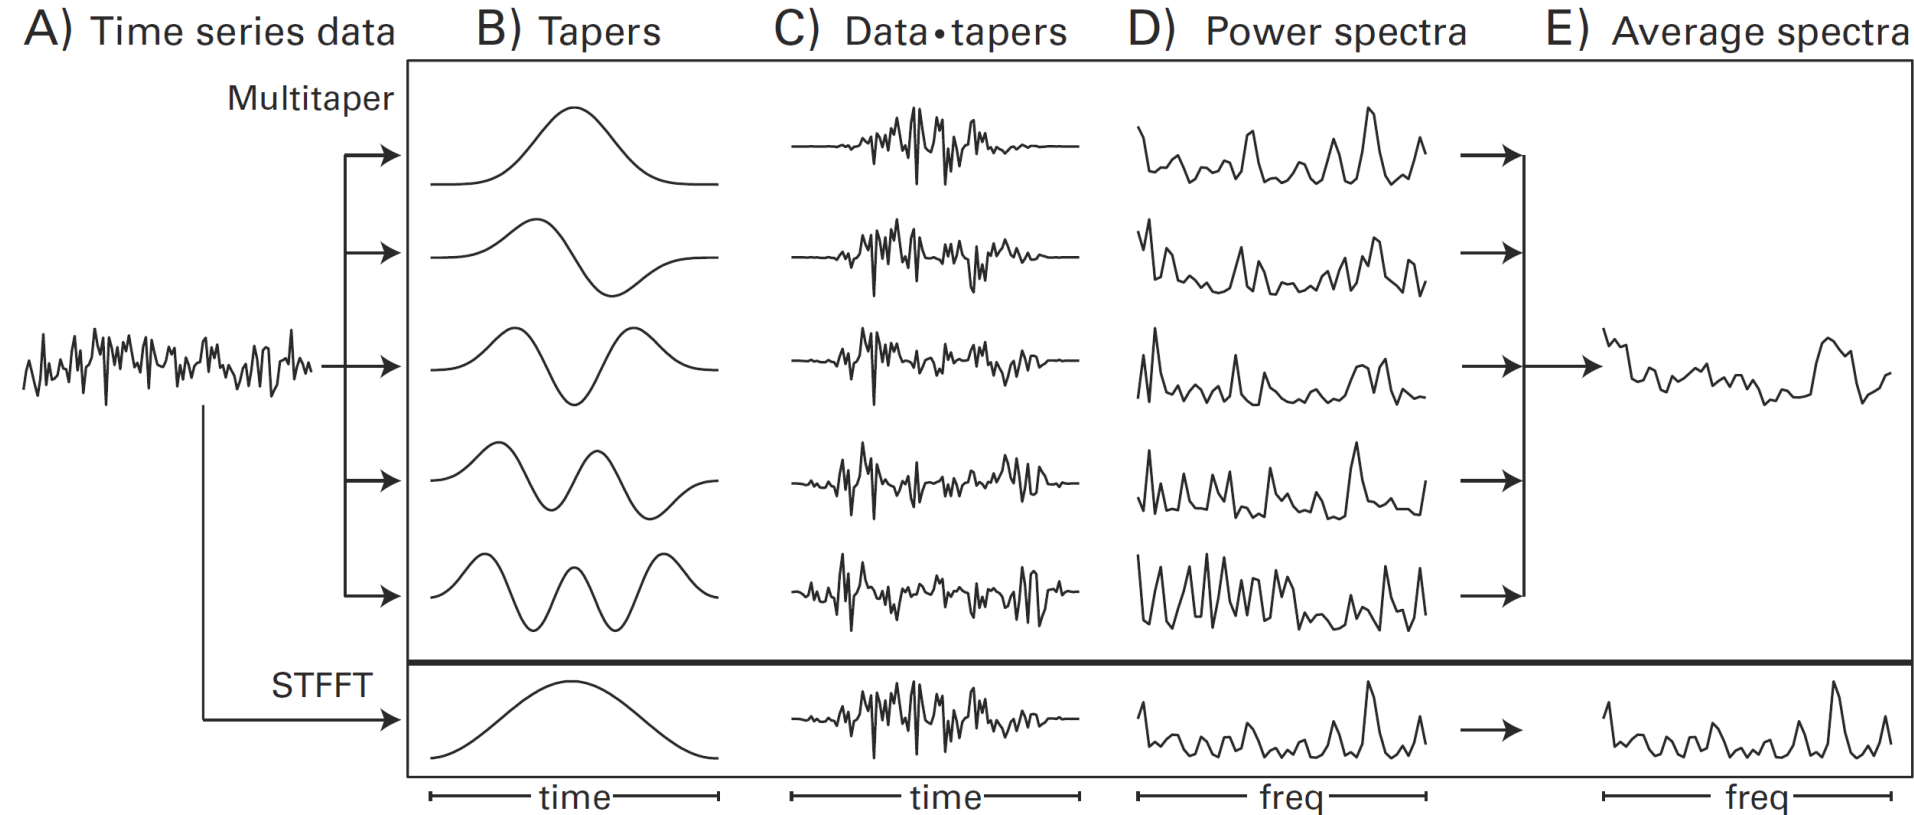 A) Time series data B) Tapers C) Data•tapers D) Power spectra E) Average spectra
Multitaper
STFFT
time time freq freq